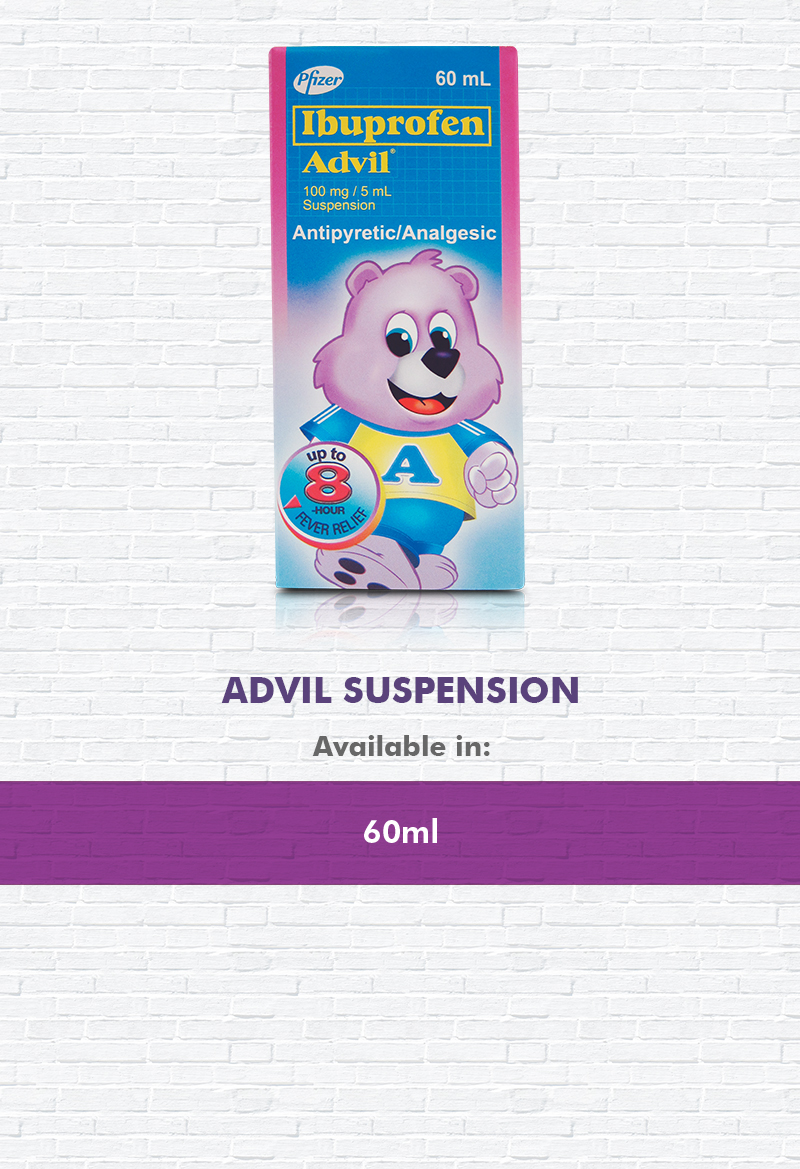 Pfizer
60 mL
Ibuprofen
Advil®
100 mg / 5 mL
Suspension
Antipyretic/Analgesic
A
up to
8
-HOUR
FEVER RELIEF
ADVIL SUSPENSION
Available in:
60ml